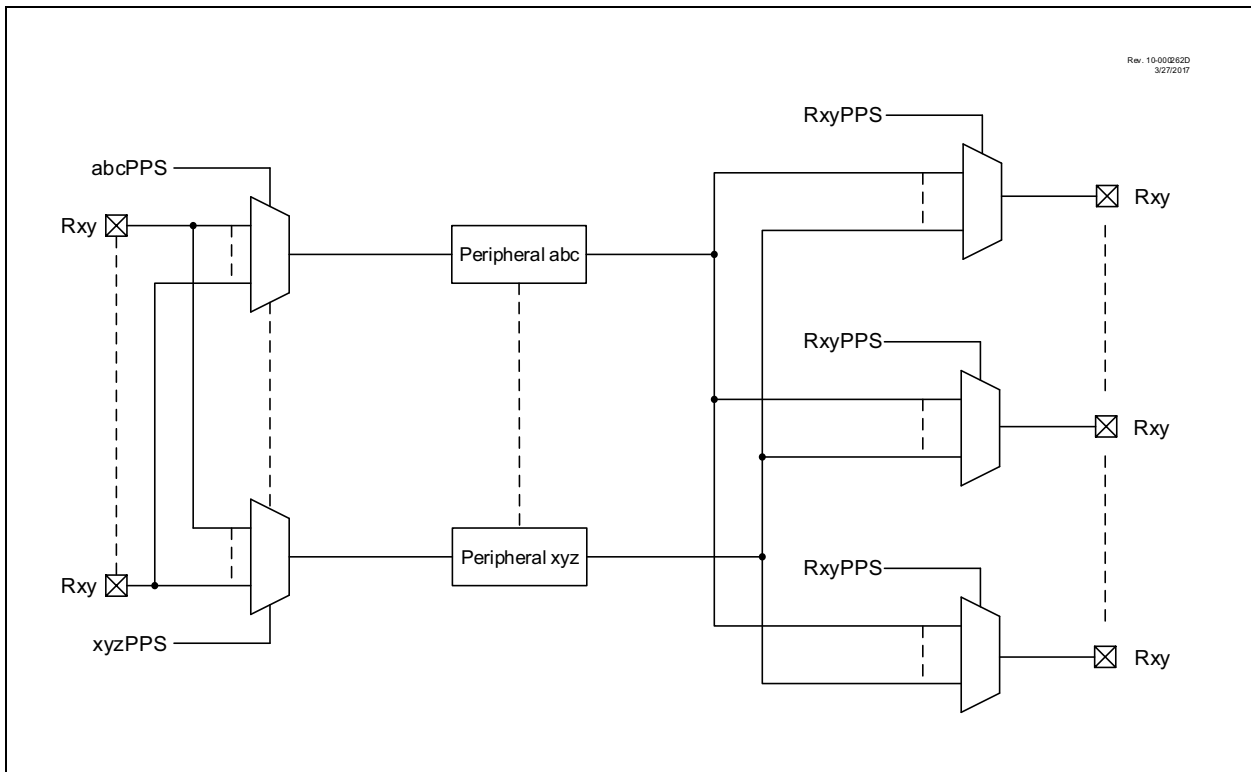 Rev. 10-000262D
3/27/2017
RxyPPS
abcPPS
Rxy
Rxy
Peripheral abc
RxyPPS
Rxy
Peripheral xyz
RxyPPS
Rxy
xyzPPS
Rxy